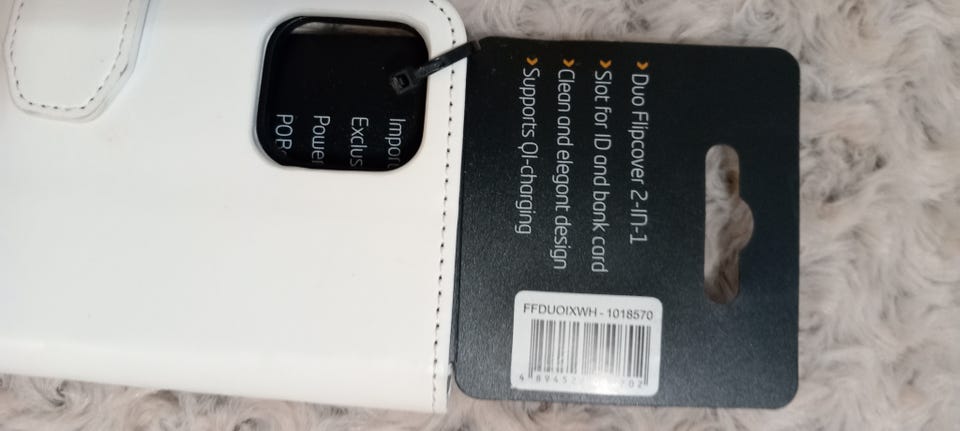 Duo Flipcover 2-in-1
Slot for ID and bank card
Clean and elegant design
Supports QI-charging
FFDUOIXWH - 1018570
Power